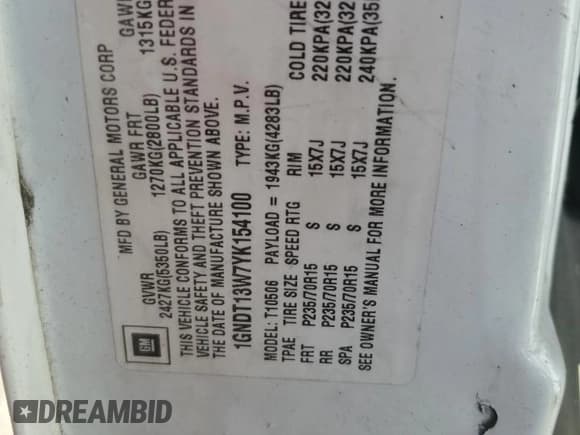 MFD BY GENERAL MOTORS CORP
GVWR GAWR FRT GAWR
2427KG(5350LB) 1270KG(2800LB) 1315KG
THIS VEHICLE CONFORMS TO ALL APPLICABLE U.S. FEDER
VEHICLE SAFETY AND THEFT PREVENTION STANDARDS IN
THE DATE OF MANUFACTURE SHOWN ABOVE.
1GNDT13W7YK154100 TYPE: M.P.V.
MODEL: T10506 PAYLOAD = 1943KG(4283LB)
TPAE TIRE SIZE SPEED RTG RIM COLD TIRE
FRT P235/70R15 S 15X7J 220KPA(32
RR P235/70R15 S 15X7J 220KPA(32
SPA P235/70R15 S 15X7J 240KPA(35
SEE OWNER'S MANUAL FOR MORE INFORMATION.
GM
DREAMBID